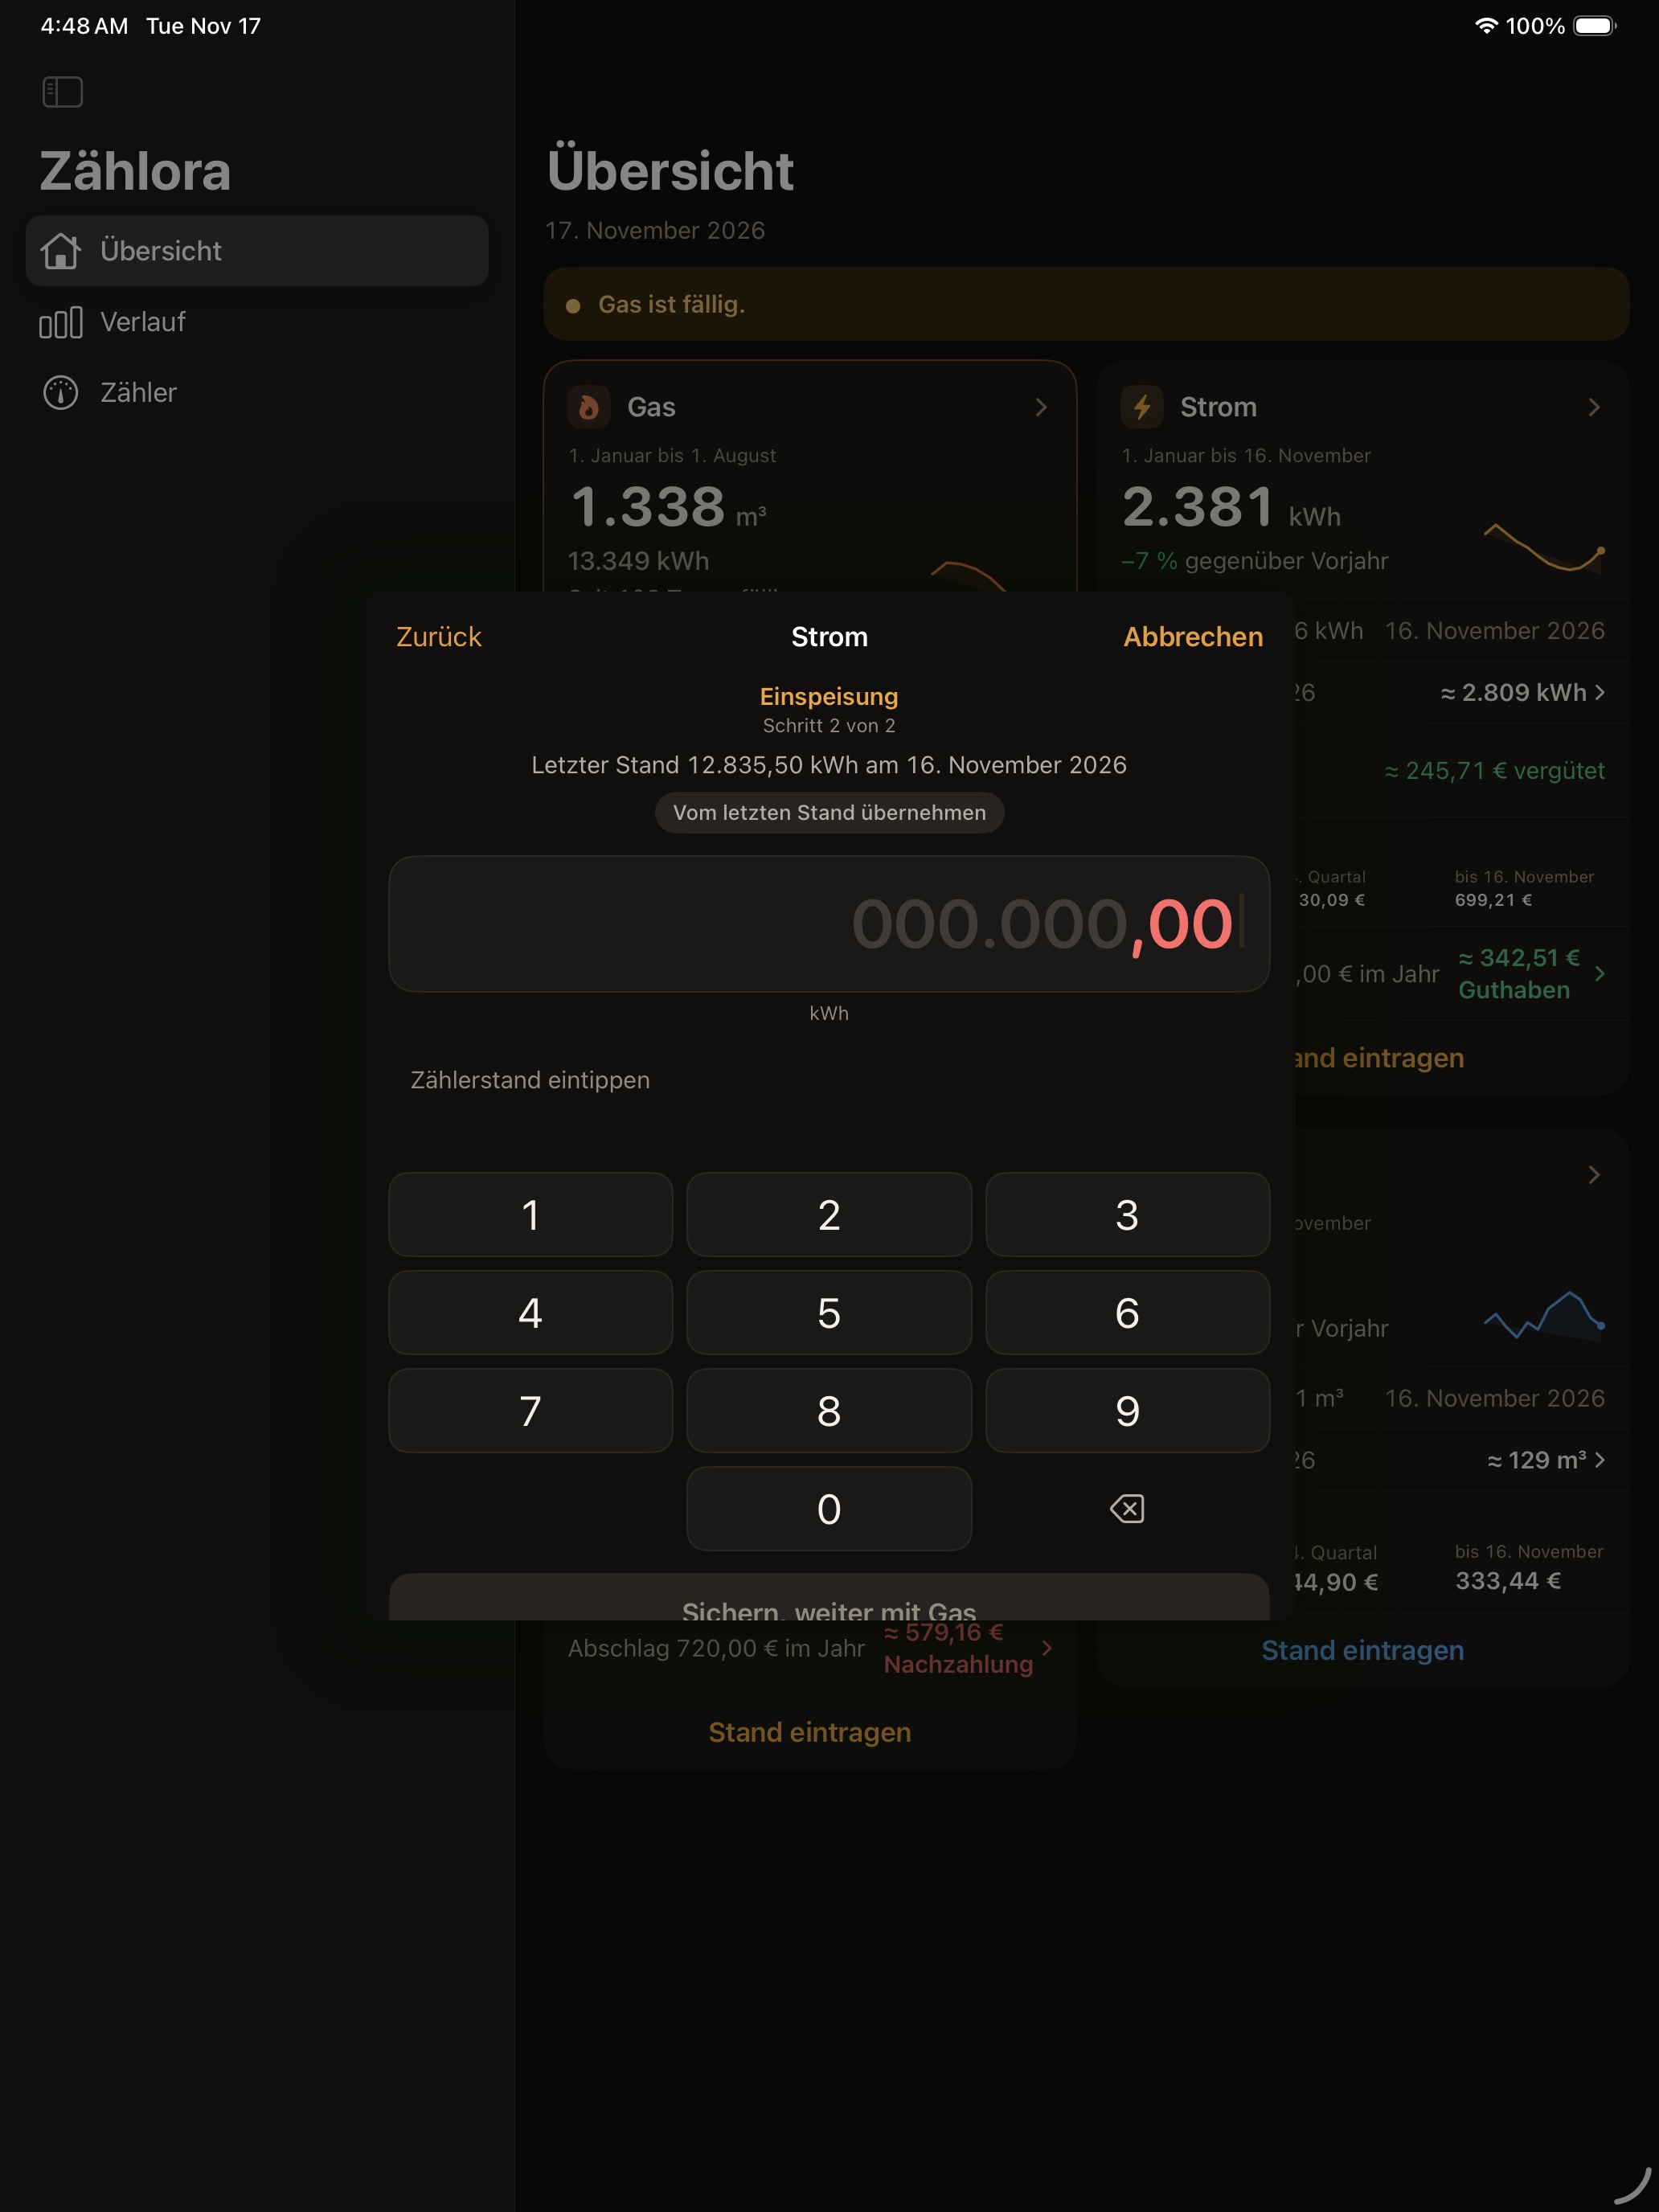 4:48 AM Tue Nov 17
100%
Zählora
Übersicht
Verlauf
Zähler
Übersicht
17. November 2026
Gas ist fällig.
Gas
1. Januar bis 1. August
1.338 m³
13.349 kWh
Strom
1. Januar bis 16. November
2.381 kWh
−7 % gegenüber Vorjahr
6 kWh 16. November 2026
26 ≈ 2.809 kWh
≈ 245,71 € vergütet
. Quartal
30,09 €
bis 16. November
699,21 €
,00 € im Jahr
≈ 342,51 €
Guthaben
and eintragen
Zurück
Strom
Abbrechen
Einspeisung
Schritt 2 von 2
Letzter Stand 12.835,50 kWh am 16. November 2026
Vom letzten Stand übernehmen
000.000,00
kWh
Zählerstand eintippen
1
2
3
4
5
6
7
8
9
0
Sichern, weiter mit Gas
ovember
r Vorjahr
1 m³ 16. November 2026
26 ≈ 129 m³
. Quartal
44,90 €
bis 16. November
333,44 €
Stand eintragen
Abschlag 720,00 € im Jahr
≈ 579,16 €
Nachzahlung
Stand eintragen